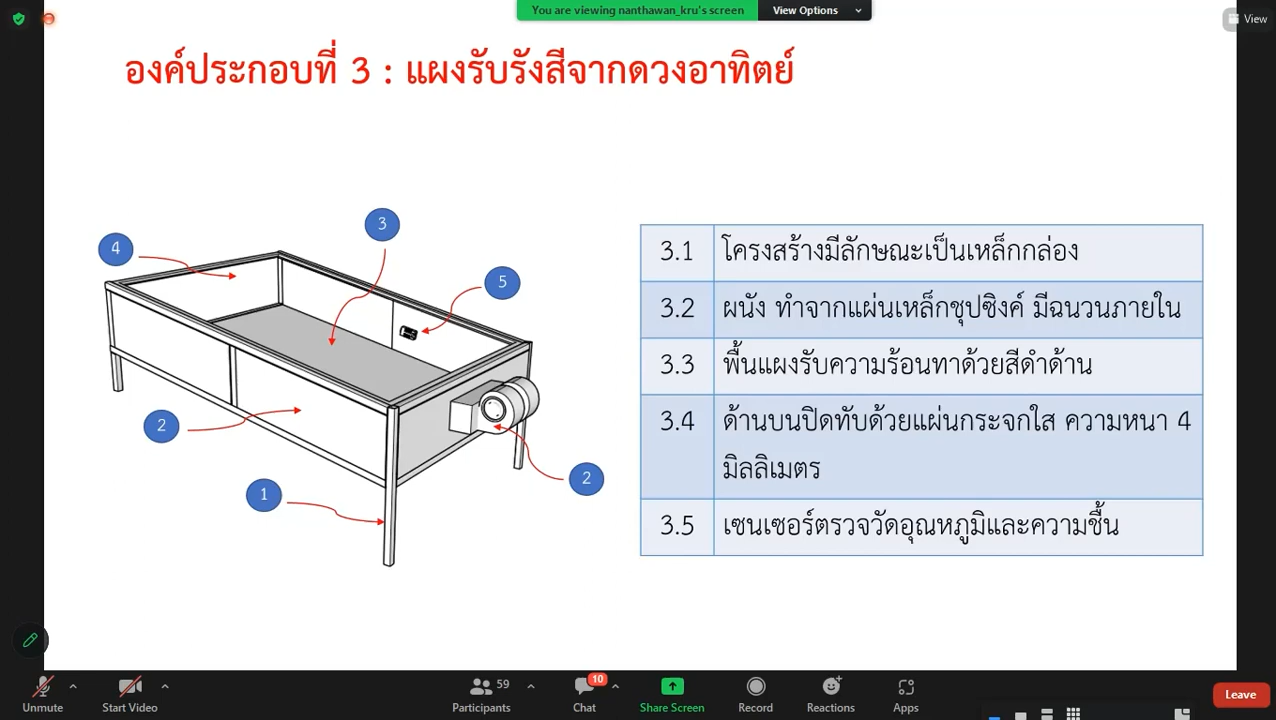 You are viewing nanthawan_kru's screen
View Options
View
องค์ประกอบที่ 3 : แผงรับรังสีจากดวงอาทิตย์
3
4
5
2
2
1
3.1 โครงสร้างมีลักษณะเป็นเหล็กกล่อง
3.2 ผนัง ทำจากแผ่นเหล็กชุปซิงค์ มีฉนวนภายใน
3.3 พื้นแผงรับความร้อนทาด้วยสีดำด้าน
3.4 ด้านบนปิดทับด้วยแผ่นกระจกใส ความหนา 4
มิลลิเมตร
3.5 เซนเซอร์ตรวจวัดอุณหภูมิและความชื้น
Unmute
Start Video
59
Participants
10
Chat
Share Screen
Record
Reactions
Apps
Leave